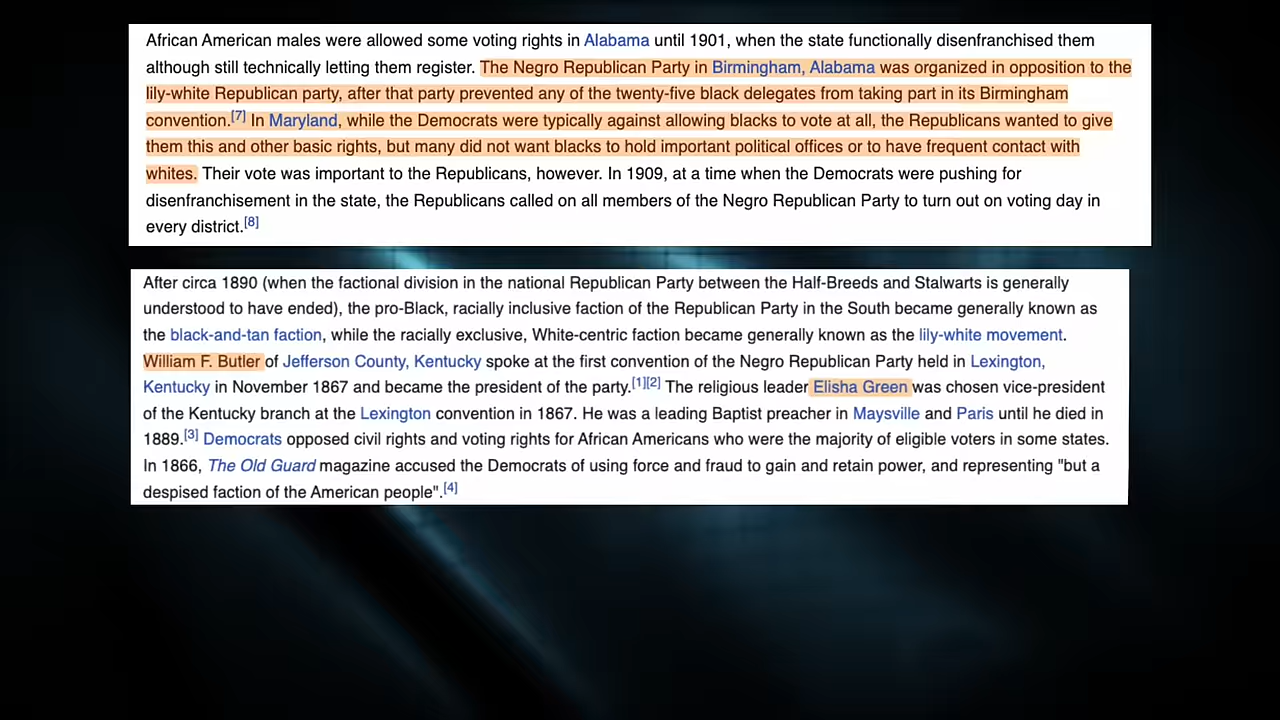 African American males were allowed some voting rights in Alabama until 1901, when the state functionally disenfranchised them
although still technically letting them register. The Negro Republican Party in Birmingham, Alabama was organized in opposition to the
lily-white Republican party, after that party prevented any of the twenty-five black delegates from taking part in its Birmingham
convention.[7] In Maryland, while the Democrats were typically against allowing blacks to vote at all, the Republicans wanted to give
them this and other basic rights, but many did not want blacks to hold important political offices or to have frequent contact with
whites. Their vote was important to the Republicans, however. In 1909, at a time when the Democrats were pushing for
disenfranchisement in the state, the Republicans called on all members of the Negro Republican Party to turn out on voting day in
every district.[8]
After circa 1890 (when the factional division in the national Republican Party between the Half-Breeds and Stalwarts is generally
understood to have ended), the pro-Black, racially inclusive faction of the Republican Party in the South became generally known as
the black-and-tan faction, while the racially exclusive, White-centric faction became generally known as the lily-white movement.
William F. Butler of Jefferson County, Kentucky spoke at the first convention of the Negro Republican Party held in Lexington,
Kentucky in November 1867 and became the president of the party.[1][2] The religious leader Elisha Green was chosen vice-president
of the Kentucky branch at the Lexington convention in 1867. He was a leading Baptist preacher in Maysville and Paris until he died in
1889.[3] Democrats opposed civil rights and voting rights for African Americans who were the majority of eligible voters in some states.
In 1866, The Old Guard magazine accused the Democrats of using force and fraud to gain and retain power, and representing "but a
despised faction of the American people".[4]